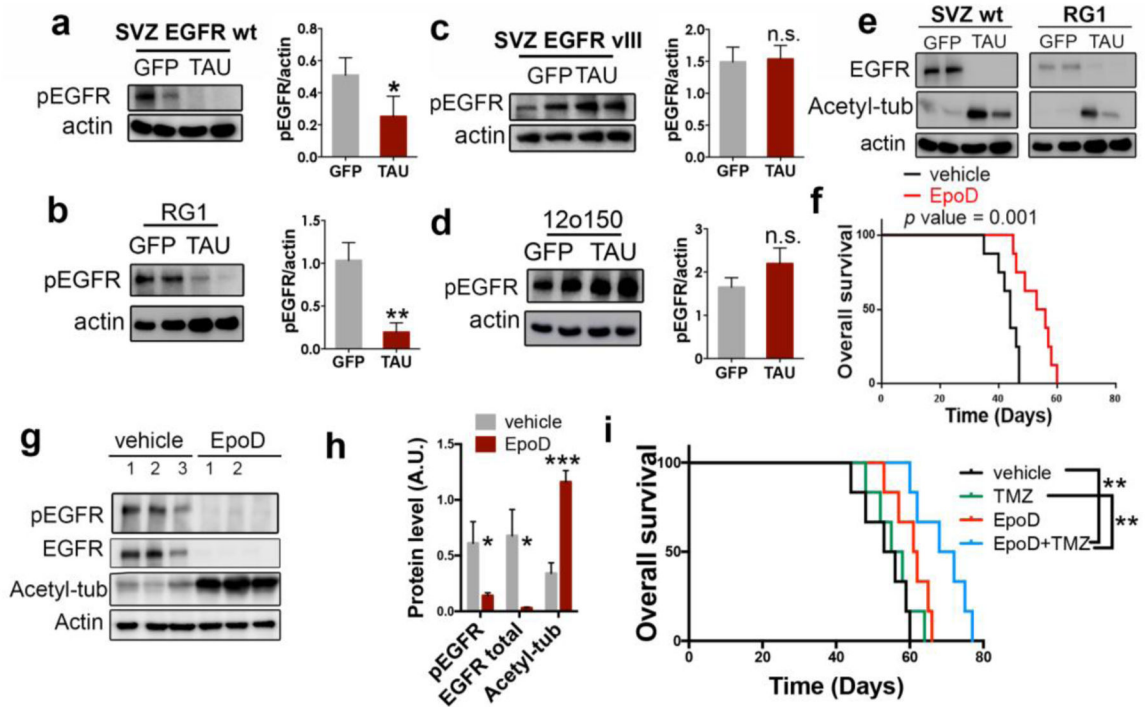 a
SVZ EGFR wt
GFP TAU
pEGFR
actin
pEGFR/actin
0.8
0.6
0.4
0.2
0.0
*
GFP TAU
c
SVZ EGFR vIII
GFP TAU
pEGFR
actin
pEGFR/actin
2.0
1.5
1.0
0.5
0.0
n.s.
GFP TAU
e
SVZ wt
RG1
GFP TAU
GFP TAU
EGFR
Acetyl-tub
actin
b
RG1
GFP TAU
pEGFR
actin
pEGFR/actin
1.5
1.0
0.5
0.0
**
GFP TAU
d
12o150
GFP TAU
pEGFR
actin
pEGFR/actin
3
2
1
0
n.s.
GFP TAU
f
vehicle
EpoD
p value = 0.001
Overall survival
100
50
0
0 20 40 60 80
Time (Days)
g
vehicle EpoD
1 2 3 1 2
pEGFR
EGFR
Acetyl-tub
Actin
h
vehicle
EpoD
Protein level (A.U.)
1.5
1.0
0.5
0.0
* * ***
pEGFR
EGFR total
Acetyl-tub
i
Overall survival
100
50
0
0 20 40 60 80
Time (Days)
vehicle
TMZ
EpoD
EpoD+TMZ
**
**